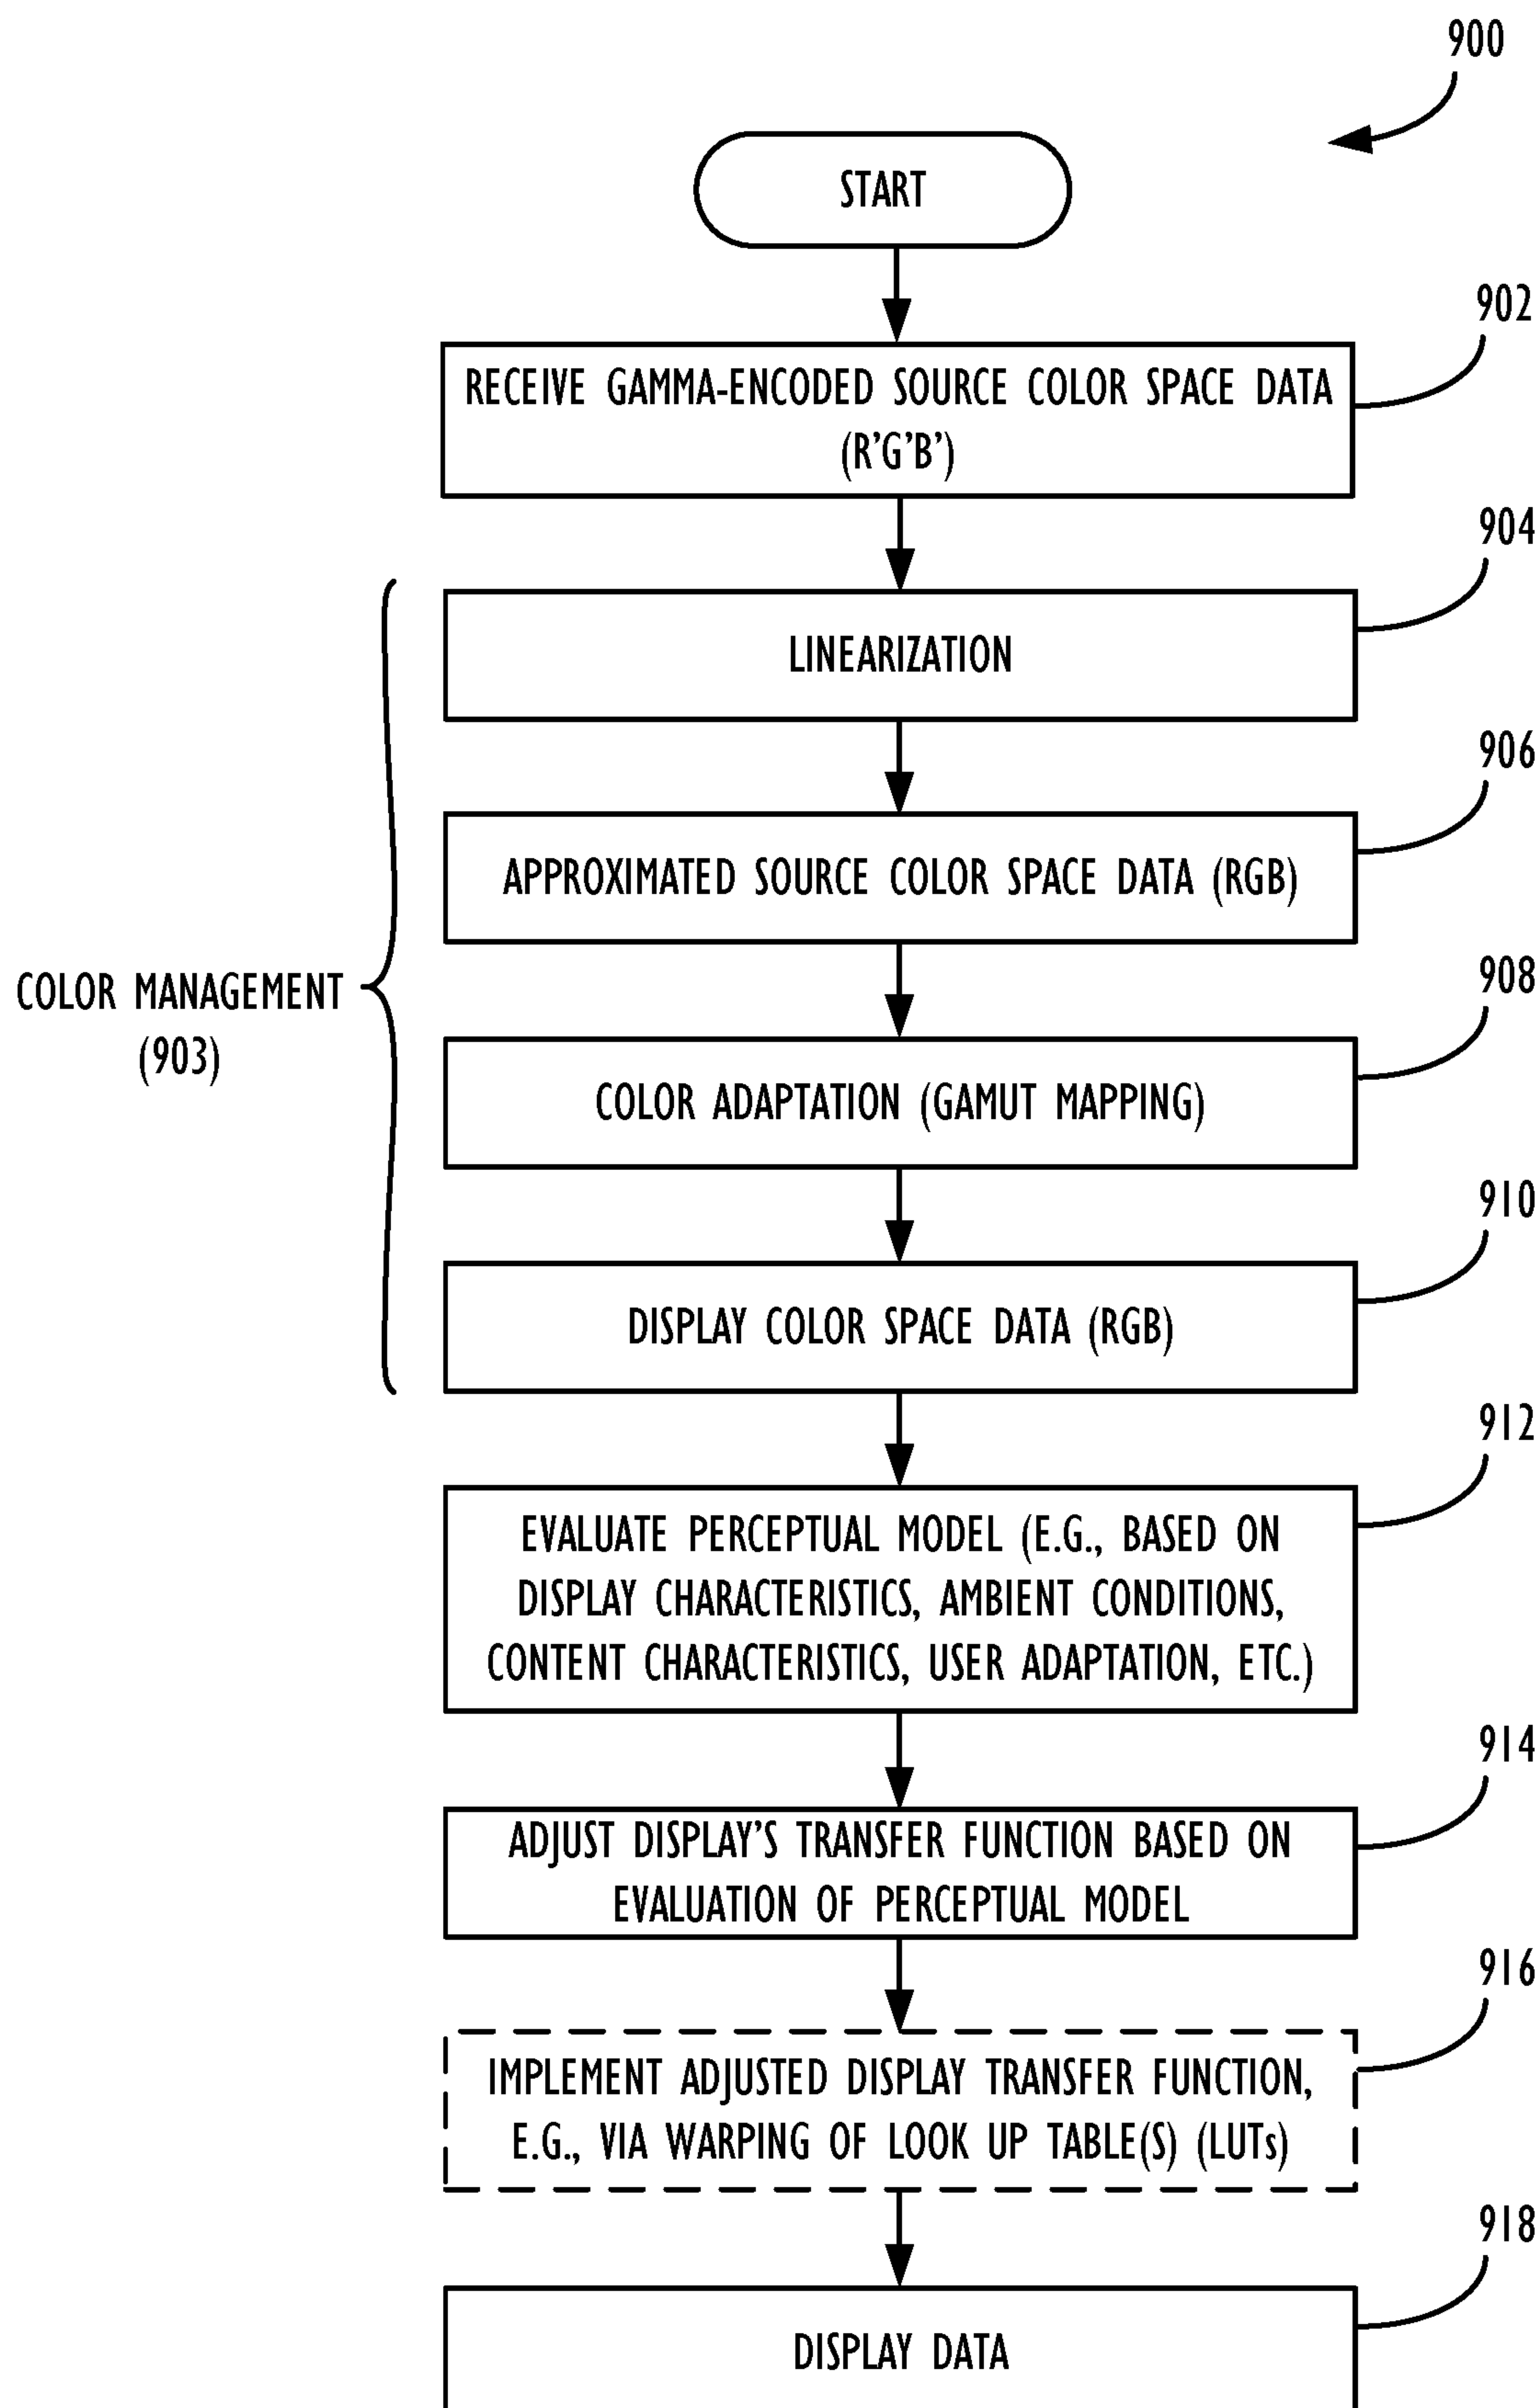 900
START
902
RECEIVE GAMMA-ENCODED SOURCE COLOR SPACE DATA
(R'G'B')
904
LINEARIZATION
906
APPROXIMATED SOURCE COLOR SPACE DATA (RGB)
COLOR MANAGEMENT
(903)
908
COLOR ADAPTATION (GAMUT MAPPING)
910
DISPLAY COLOR SPACE DATA (RGB)
912
EVALUATE PERCEPTUAL MODEL (E.G., BASED ON
DISPLAY CHARACTERISTICS, AMBIENT CONDITIONS,
CONTENT CHARACTERISTICS, USER ADAPTATION, ETC.)
914
ADJUST DISPLAY'S TRANSFER FUNCTION BASED ON
EVALUATION OF PERCEPTUAL MODEL
916
IMPLEMENT ADJUSTED DISPLAY TRANSFER FUNCTION,
E.G., VIA WARPING OF LOOK UP TABLE(S) (LUTs)
918
DISPLAY DATA